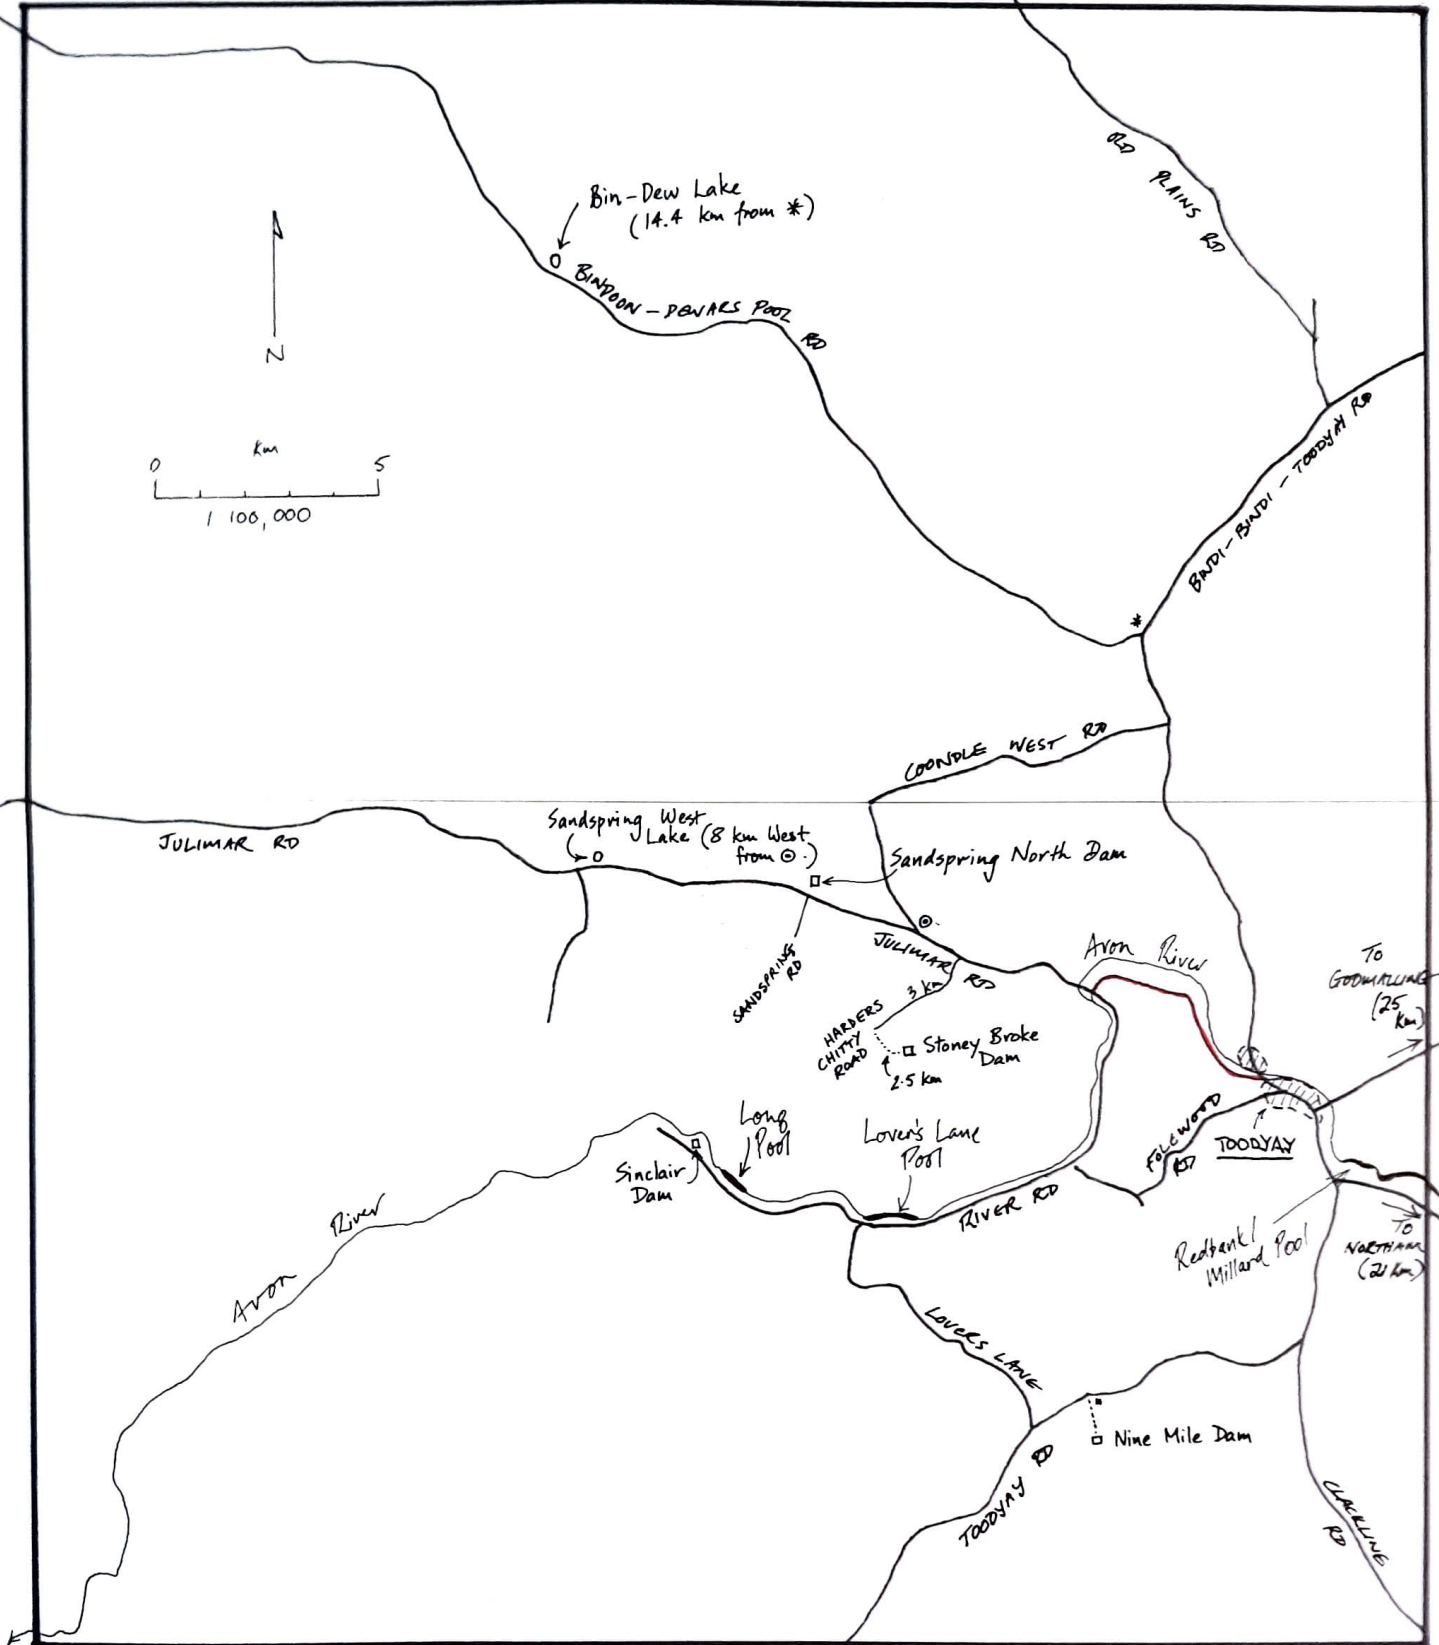 Bin-Dew Lake
(14.4 km from *)
RD PLAINS RD
BINDOON-DEWARS POOL
RD
N
Km
0 5
1 100,000
BINDI-BINDI-TOODYAY RD
*
COONDLE WEST RD
JULIMAR RD
Sandspring West
Lake (8 km West
from ⊙.)
Sandspring North Dam
SANDSPRING
RD
JULIMAR
RD
3 km
HARDERS
CHITTY
ROAD
Stoney Broke
Dam
2.5 km
Avon River
TO
GOOMALLING
(25
km)
Long
Pool
Lover's Lane
Pool
Sinclair
Dam
RIVER RD
FOLEWOOD
RD
TOODYAY
Redbank/
Millard Pool
TO
NORTHAM
(21 km)
Avon River
LOVERS LANE
Nine Mile Dam
TOODYAY RD
CLACKLINE
RD